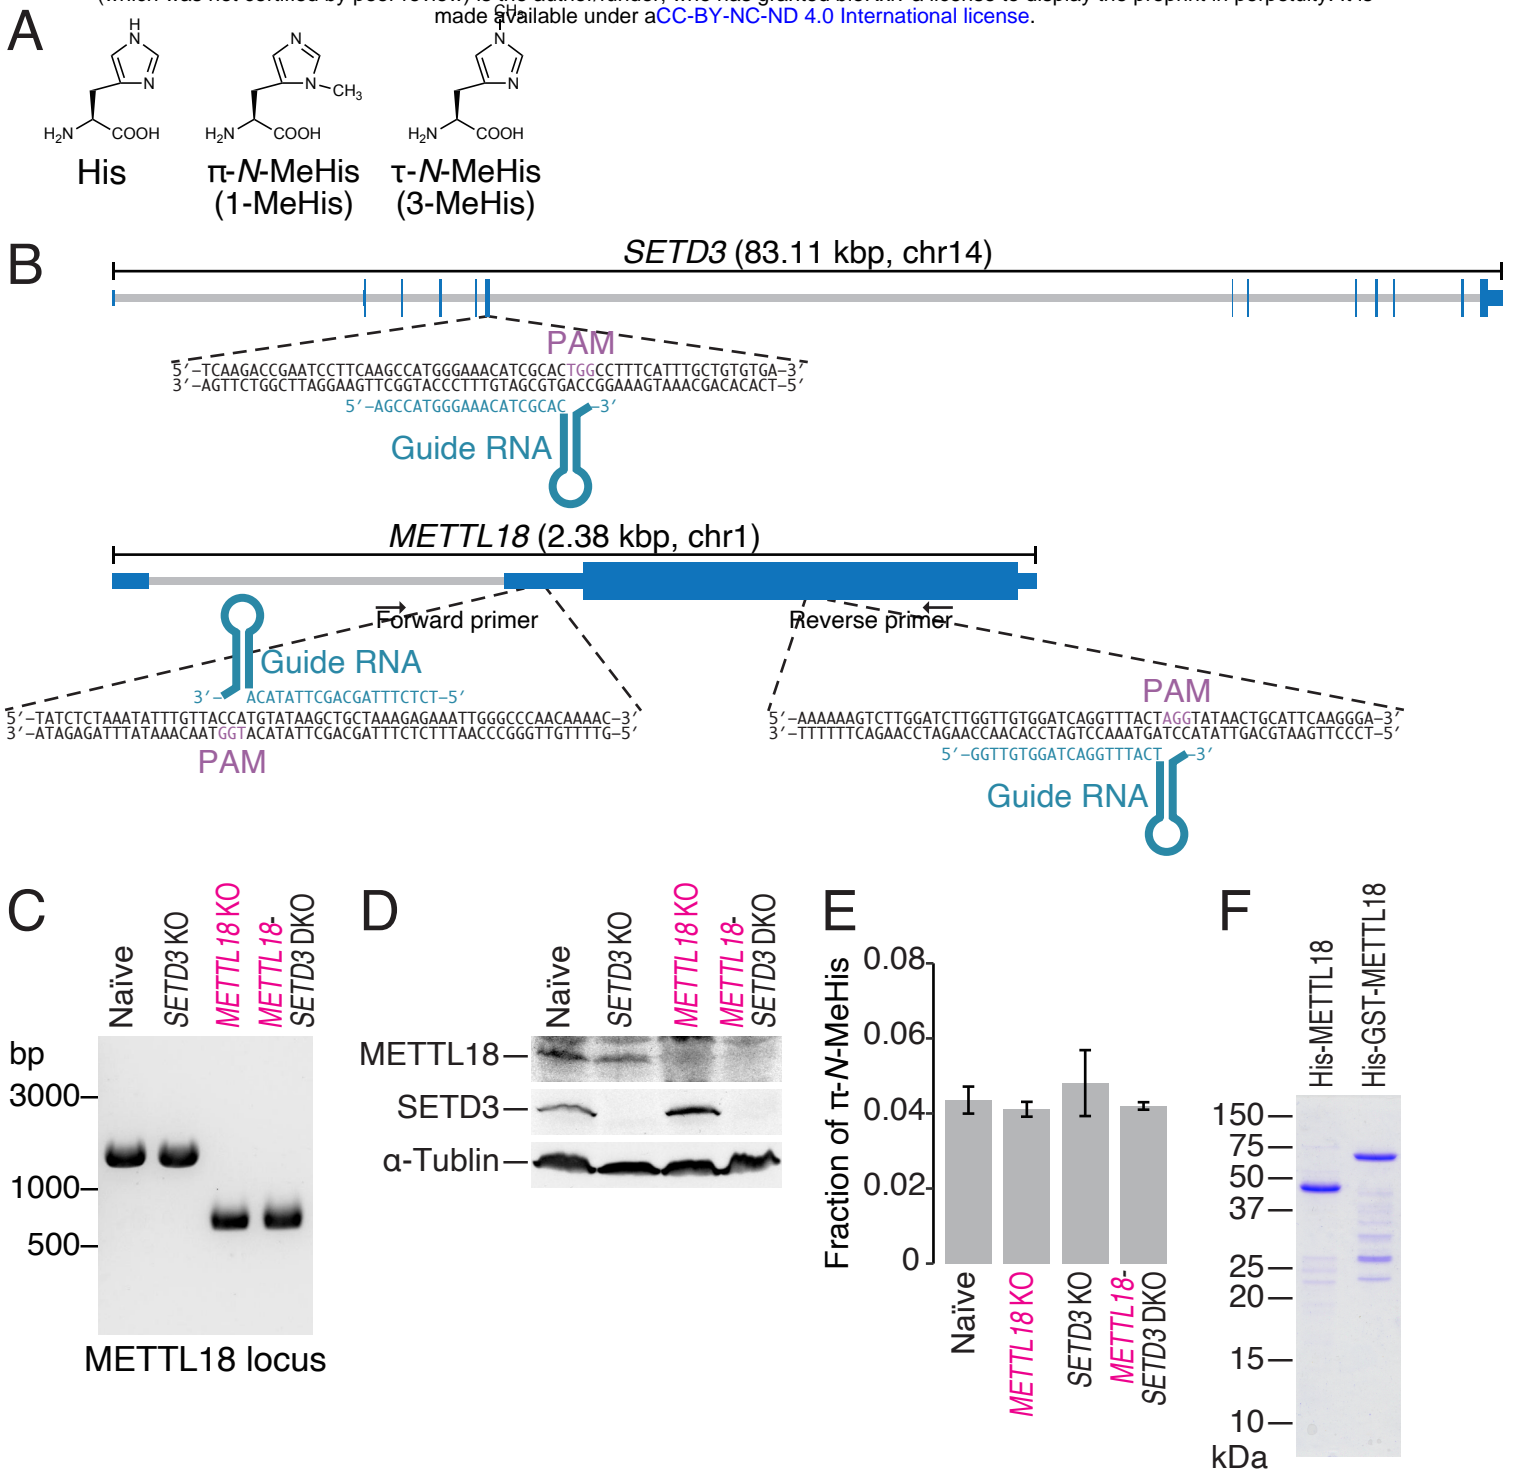 made available under aCC-BY-NC-ND 4.0 International license.
A
H
N
N
H₂N
COOH
His
N
N
CH₃
H₂N
COOH
π-N-MeHis
(1-MeHis)
N
N
H₂N
COOH
τ-N-MeHis
(3-MeHis)
B
SETD3 (83.11 kbp, chr14)
PAM
5′–TCAAGACCGAATCCTTCAAGCCATGGGAAACATCGCACTGGCCTTTCATTTGCTGTGTGA–3′
3′–AGTTCTGGCTTAGGAAGTTCGGTACCCTTTGTAGCGTGACCGGAAAGTAAACGACACACT–5′
5′–AGCCATGGGAAACATCGCAC –3′
Guide RNA
METTL18 (2.38 kbp, chr1)
Forward primer
Reverse primer
Guide RNA
3′– ACATATTCGACGATTTCTCT–5′
5′–TATCTCTAAATATTTGTTACCATGTATAAGCTGCTAAAGAGAAATTGGGCCCAACAAAAC–3′
3′–ATAGAGATTTATAAACAATGGTACATATTCGACGATTTCTCTTTAACCCGGGTTGTTTTG–5′
PAM
PAM
5′–AAAAAAGTCTTGGATCTTGGTTGTGGATCAGGTTTACTAGGTATAACTGCATTCAAGGGA–3′
3′–TTTTTTCAGAACCTAGAACCAACACCTAGTCCAAATGATCCATATTGACGTAAGTTCCCT–5′
5′–GGTTGTGGATCAGGTTTACT –3′
Guide RNA
C
Naïve
SETD3 KO
METTL18 KO
METTL18-
SETD3 DKO
bp
3000
1000
500
METTL18 locus
D
Naïve
SETD3 KO
METTL18 KO
METTL18-
SETD3 DKO
METTL18
SETD3
α-Tublin
E
Fraction of π-N-MeHis
0.08
0.06
0.04
0.02
0
Naïve
METTL18 KO
SETD3 KO
METTL18-
SETD3 DKO
F
His-METTL18
His-GST-METTL18
150
75
50
37
25
20
15
10
kDa